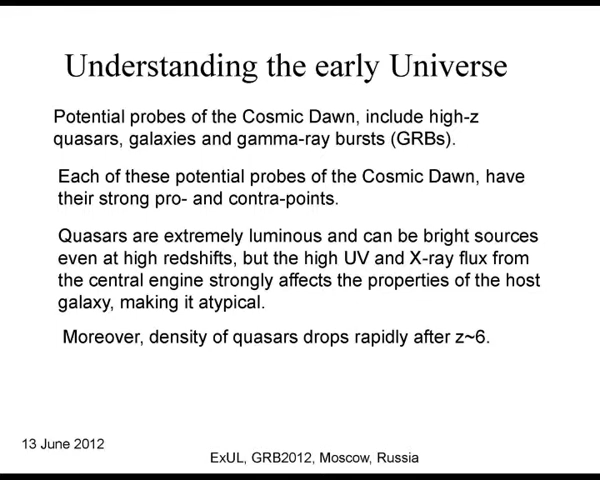 Understanding the early Universe
Potential probes of the Cosmic Dawn, include high-z
quasars, galaxies and gamma-ray bursts (GRBs).
Each of these potential probes of the Cosmic Dawn, have
their strong pro- and contra-points.
Quasars are extremely luminous and can be bright sources
even at high redshifts, but the high UV and X-ray flux from
the central engine strongly affects the properties of the host
galaxy, making it atypical.
Moreover, density of quasars drops rapidly after z~6.
13 June 2012
ExUL, GRB2012, Moscow, Russia